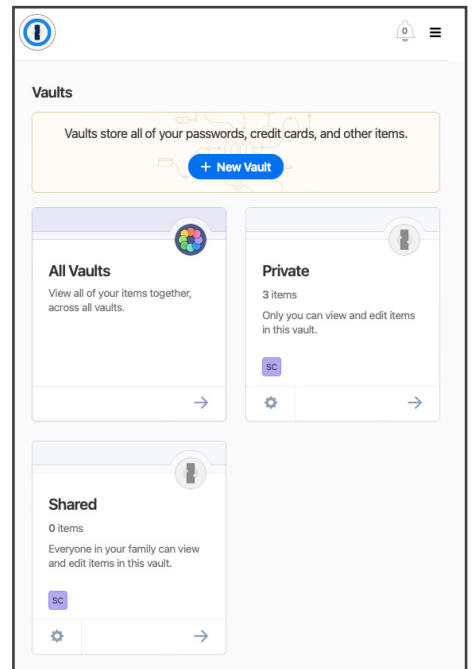 0
Vaults
Vaults store all of your passwords, credit cards, and other items.
+ New Vault
All Vaults
View all of your items together,
across all vaults.
Private
3 items
Only you can view and edit items
in this vault.
SC
Shared
0 items
Everyone in your family can view
and edit items in this vault.
SC